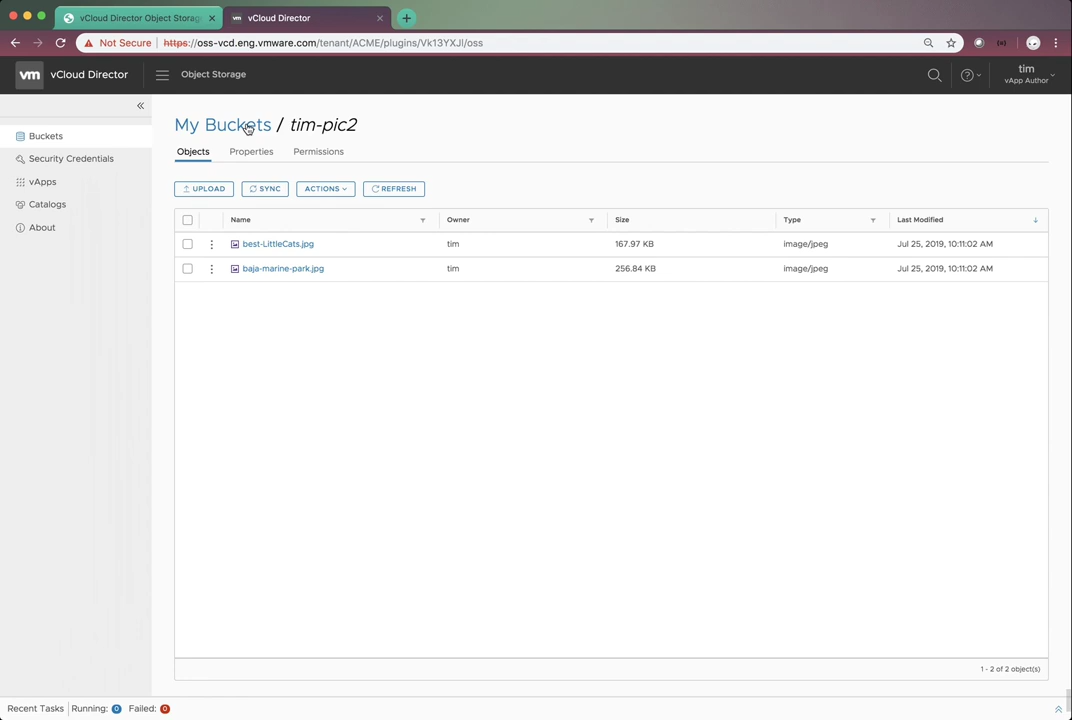 vCloud Director Object Storag
vCloud Director
Not Secure
https://oss-vcd.eng.vmware.com/tenant/ACME/plugins/Vk13YXJl/oss
vm
vCloud Director
Object Storage
tim
vApp Author
Buckets
Security Credentials
vApps
Catalogs
About
My Buckets / tim-pic2
Objects
Properties
Permissions
UPLOAD
SYNC
ACTIONS
REFRESH
Name
Owner
Size
Type
Last Modified
best-LittleCats.jpg
tim
167.97 KB
image/jpeg
Jul 25, 2019, 10:11:02 AM
baja-marine-park.jpg
tim
256.84 KB
image/jpeg
Jul 25, 2019, 10:11:02 AM
1 - 2 of 2 object(s)
Recent Tasks
Running: 0
Failed: 0